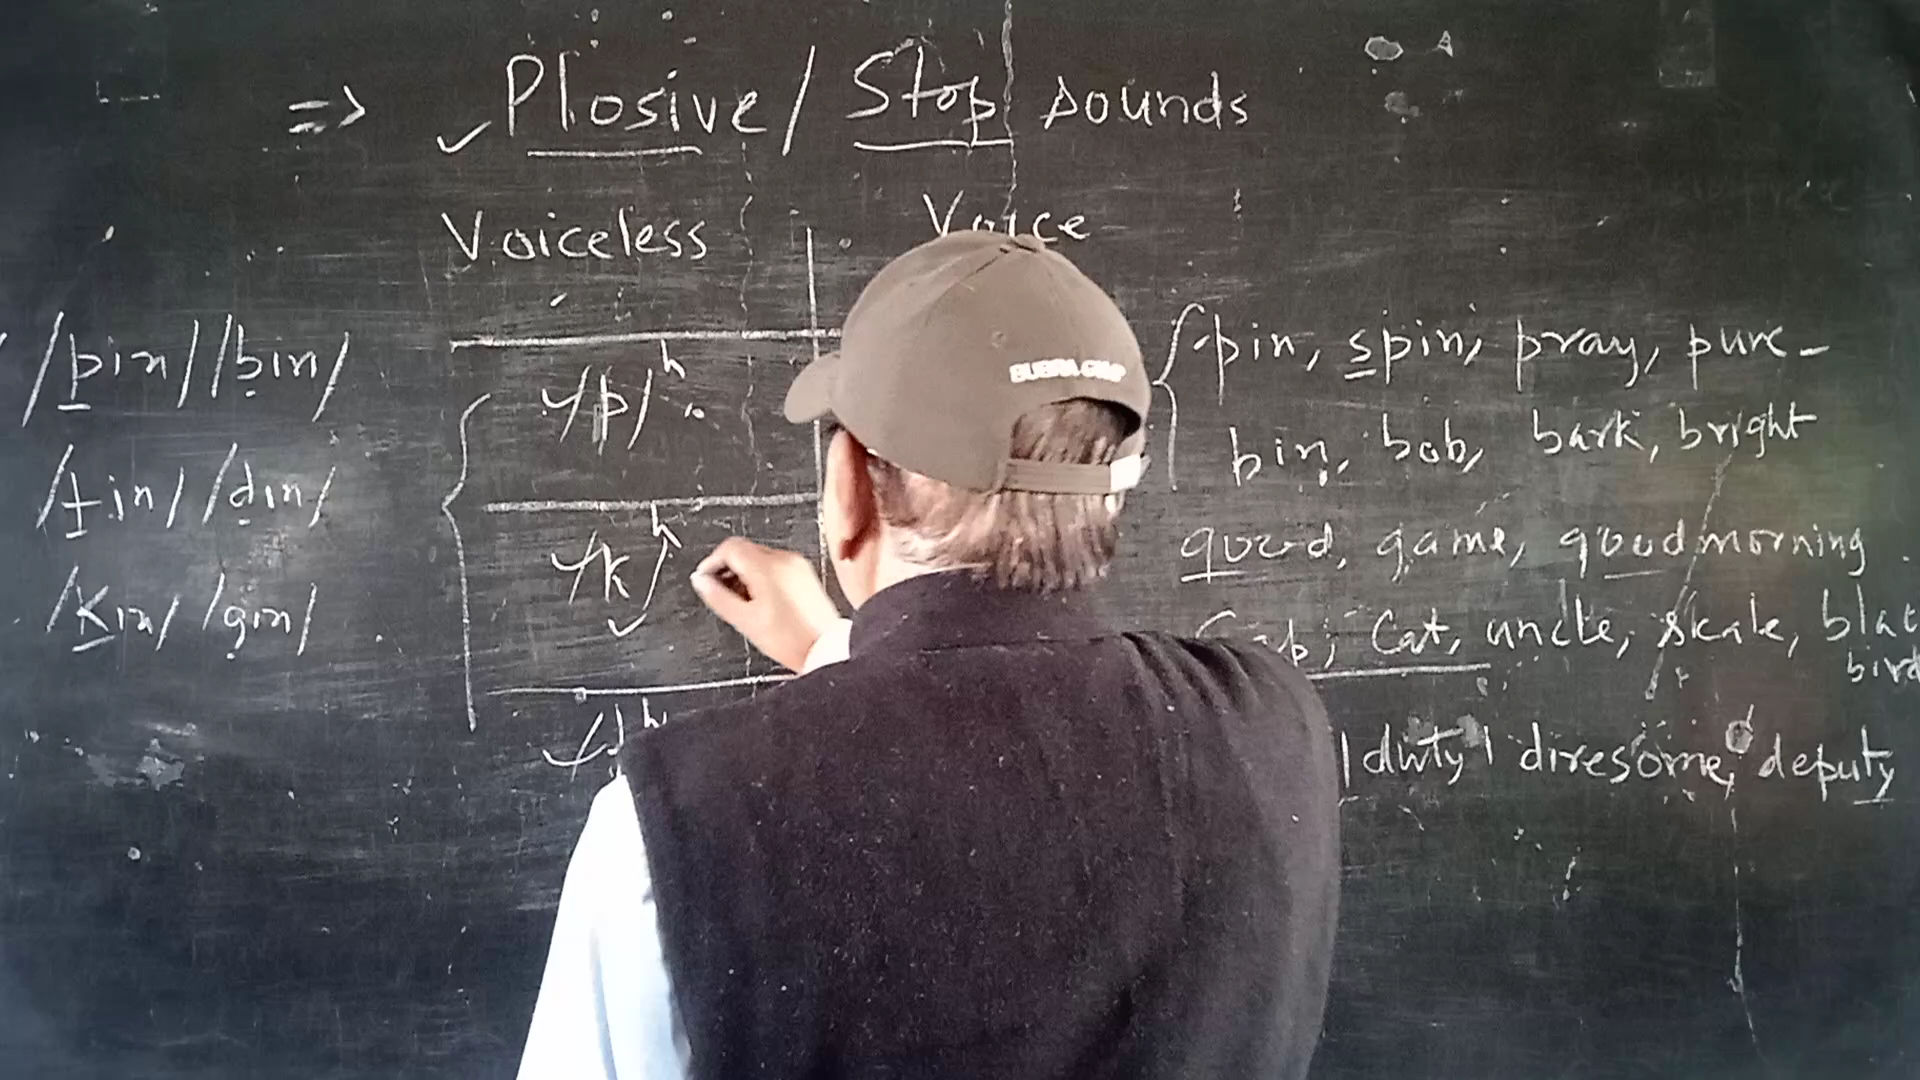 => ✓ Plosive / Stop sounds
Voiceless Voice
/pin/ /bin/
/tin/ /din/
/kin/ /gin/
/p/ h
/k/ h
h
pin, spin, pray, pure-
bin, bob, bark, bright
good, game, good morning
Cat, uncle, skale, blac
bird
duty | diresome, deputy